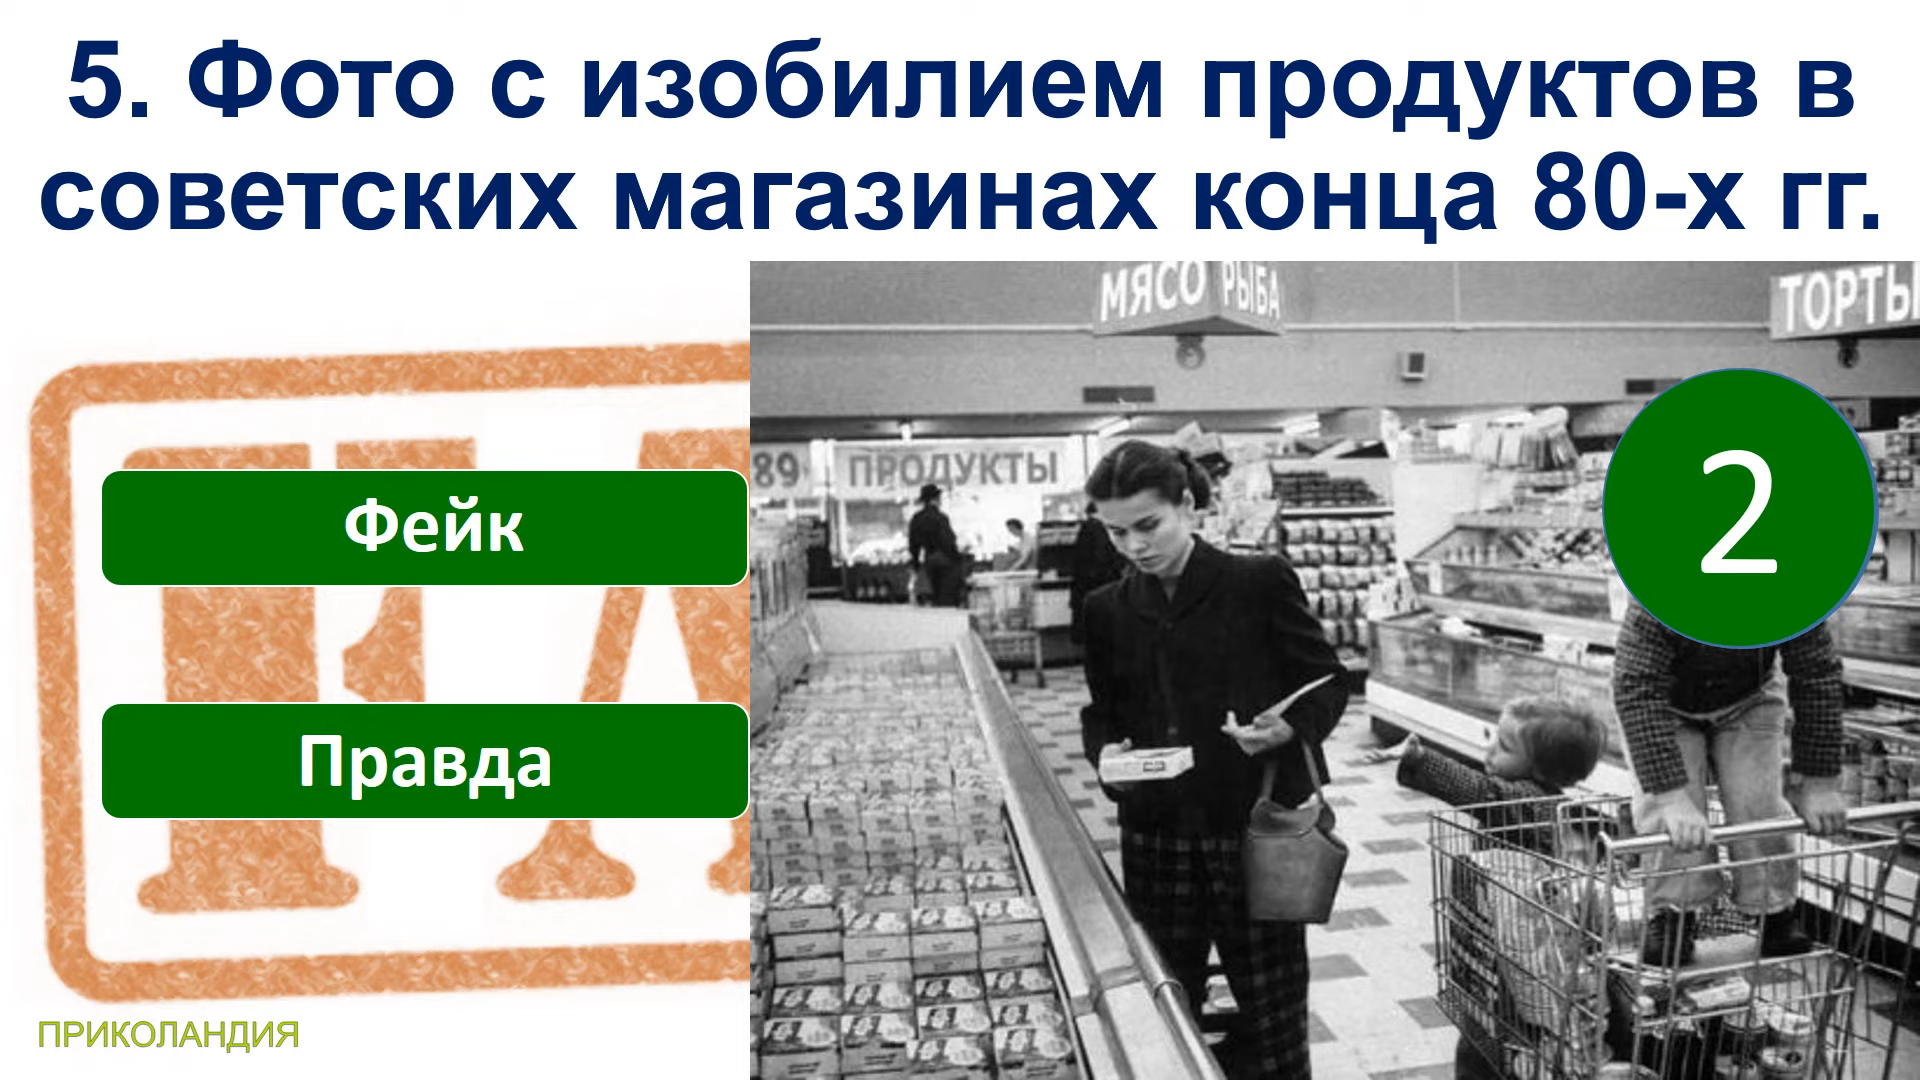 5. Фото с изобилием продуктов в
советских магазинах конца 80-х гг.
МЯСО РЫБА
ТОРТЫ
89 ПРОДУКТЫ
2
Фейк
Правда
ПРИКОЛАНДИЯ